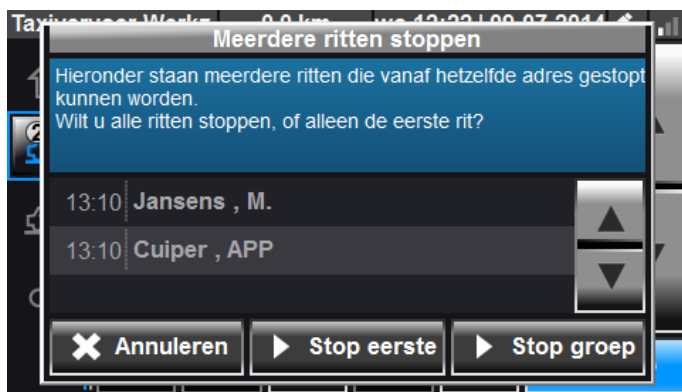 Meerdere ritten stoppen
Hieronder staan meerdere ritten die vanaf hetzelfde adres gestopt
kunnen worden.
Wilt u alle ritten stoppen, of alleen de eerste rit?
13:10 Jansens , M.
13:10 Cuiper , APP
Annuleren
Stop eerste
Stop groep